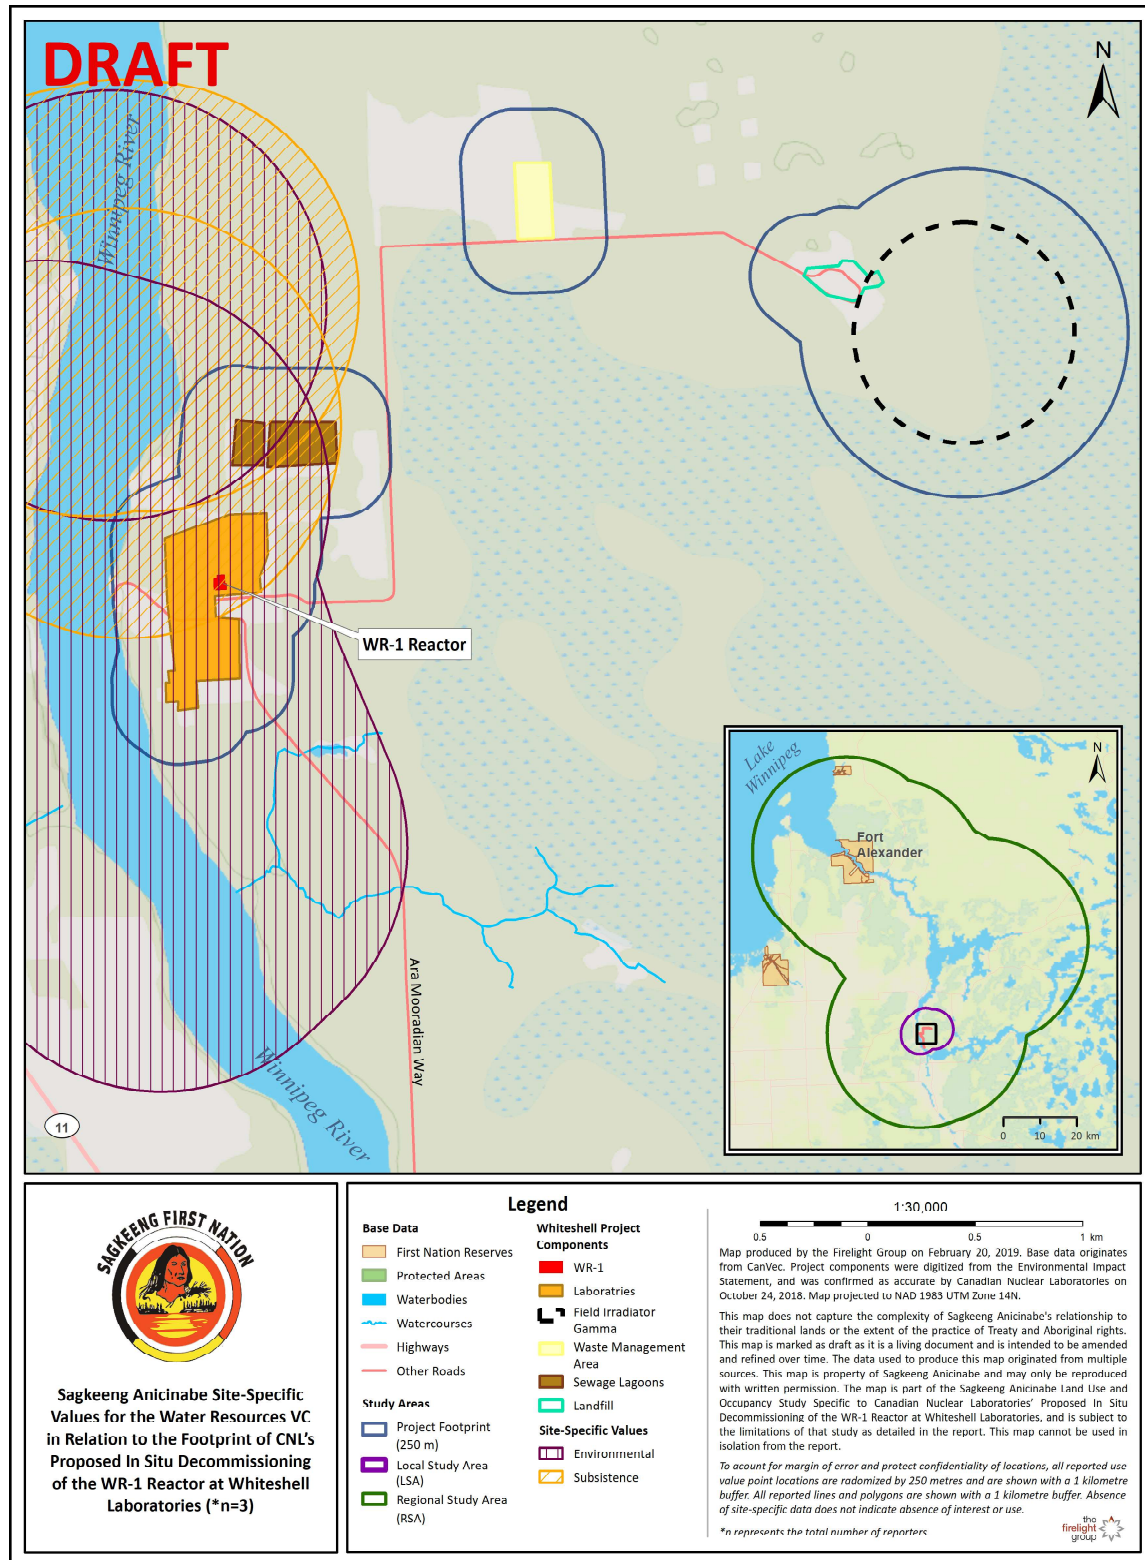 DRAFT
N
Winnipeg River
WR-1 Reactor
Ara Mooradian Way
Winnipeg River
11
Lake
Winnipeg
N
Fort
Alexander
0 10 20 km
SAGKEENG FIRST NATION
Sagkeeng Anicinabe Site-Specific
Values for the Water Resources VC
in Relation to the Footprint of CNL's
Proposed In Situ Decommissioning
of the WR-1 Reactor at Whiteshell
Laboratories (*n=3)
Legend
Base Data
First Nation Reserves
Protected Areas
Waterbodies
Watercourses
Highways
Other Roads
Study Areas
Project Footprint
(250 m)
Local Study Area
(LSA)
Regional Study Area
(RSA)
Whiteshell Project
Components
WR-1
Laboratries
Field Irradiator
Gamma
Waste Management
Area
Sewage Lagoons
Landfill
Site-Specific Values
Environmental
Subsistence
1:30,000
0.5 0 0.5 1 km
Map produced by the Firelight Group on February 20, 2019. Base data originates
from CanVec. Project components were digitized from the Environmental Impact
Statement, and was confirmed as accurate by Canadian Nuclear Laboratories on
October 24, 2018. Map projected to NAD 1983 UTM Zone 14N.
This map does not capture the complexity of Sagkeeng Anicinabe's relationship to
their traditional lands or the extent of the practice of Treaty and Aboriginal rights.
This map is marked as draft as it is a living document and is intended to be amended
and refined over time. The data used to produce this map originated from multiple
sources. This map is property of Sagkeeng Anicinabe and may only be reproduced
with written permission. The map is part of the Sagkeeng Anicinabe Land Use and
Occupancy Study Specific to Canadian Nuclear Laboratories' Proposed In Situ
Decommissioning of the WR-1 Reactor at Whiteshell Laboratories, and is subject to
the limitations of that study as detailed in the report. This map cannot be used in
isolation from the report.
To acount for margin of error and protect confidentiality of locations, all reported use
value point locations are radomized by 250 metres and are shown with a 1 kilometre
buffer. All reported lines and polygons are shown with a 1 kilometre buffer. Absence
of site-specific data does not indicate absence of interest or use.
*n represents the total number of reporters
the
firelight
group